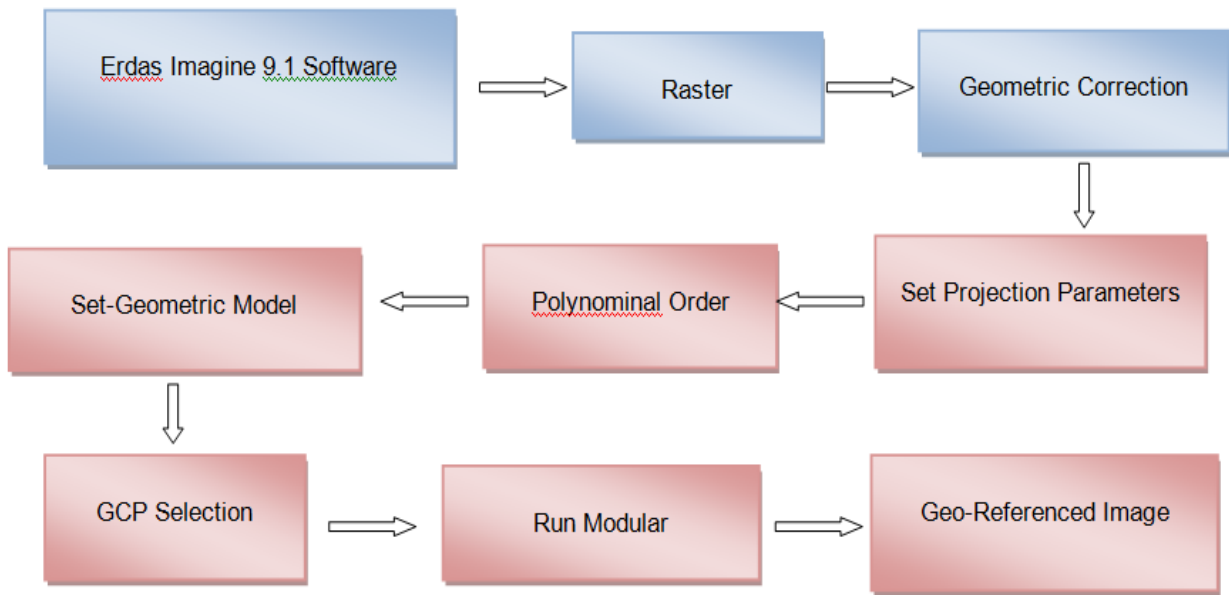 Erdas Imagine 9.1 Software
Raster
Geometric Correction
Set Projection Parameters
Polynominal Order
Set-Geometric Model
GCP Selection
Run Modular
Geo-Referenced Image